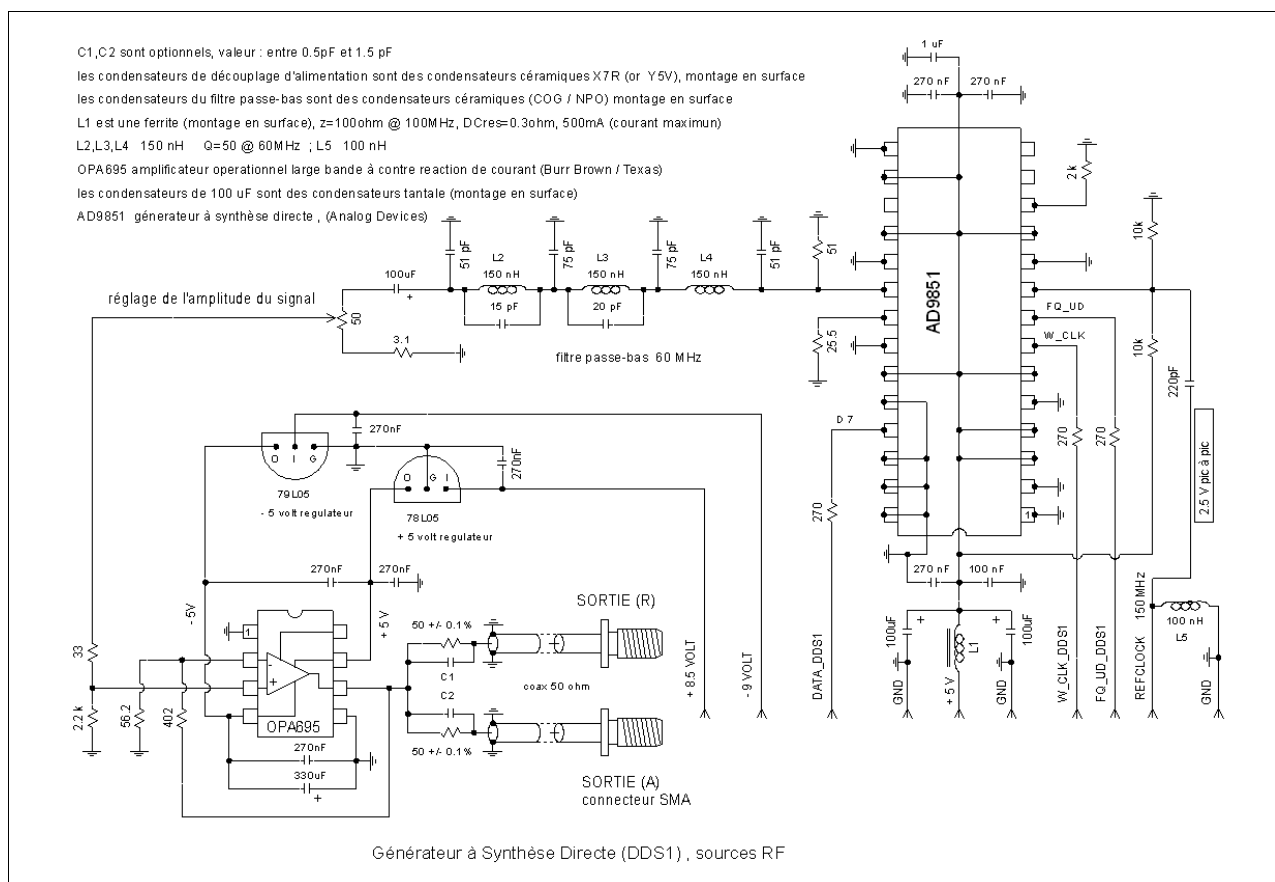 C1,C2 sont optionnels, valeur : entre 0.5pF et 1.5 pF
les condensateurs de découplage d'alimentation sont des condensateurs céramiques X7R (or Y5V), montage en surface
les condensateurs du filtre passe-bas sont des condensateurs céramiques (COG / NPO) montage en surface
L1 est une ferrite (montage en surface), z=100ohm @ 100MHz, DCres=0.3ohm, 500mA (courant maximun)
L2,L3,L4 150 nH Q=50 @ 60MHz ; L5 100 nH
OPA695 amplificateur operationnel large bande à contre reaction de courant (Burr Brown / Texas)
les condensateurs de 100 uF sont des condensateurs tantale (montage en surface)
AD9851 génerateur à synthèse directe , (Analog Devices)
1 uF
270 nF
270 nF
2 k
10k
51 pF
75 pF
75 pF
51 pF
51
L2
150 nH
L3
150 nH
L4
150 nH
100uF
+
15 pF
20 pF
réglage de l'amplitude du signal
50
3.1
filtre passe-bas 60 MHz
25.5
AD9851
FQ_UD
W_CLK
10k
220pF
D7
270
270
270
2.5 V pic à pic
1
270nF
O I G
79L05
- 5 volt regulateur
270nF
O G I
78L05
+ 5 volt regulateur
270nF
270nF
270 nF
100 nF
- 5V
+ 5 V
1
-
+
OPA695
33
2.2 k
56.2
402
270nF
330uF
+
50 +/- 0.1%
C1
C2
50 +/- 0.1%
coax 50 ohm
SORTIE (R)
SORTIE (A)
connecteur SMA
+ 8.5 VOLT
- 9 VOLT
DATA_DDS1
100uF
+
L1
+
100uF
GND
+ 5 V
GND
W_CLK_DDS1
FQ_UD_DDS1
REFCLOCK 150 MHz
100 nH
L5
GND
Générateur à Synthèse Directe (DDS1) , sources RF